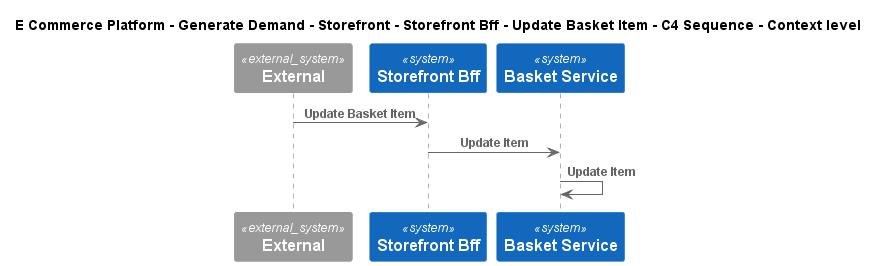 E Commerce Platform - Generate Demand - Storefront - Storefront Bff - Update Basket Item - C4 Sequence - Context level
«external_system» «system» «system»
External Storefront Bff Basket Service
Update Basket Item
Update Item
Update Item
«external_system» «system» «system»
External Storefront Bff Basket Service